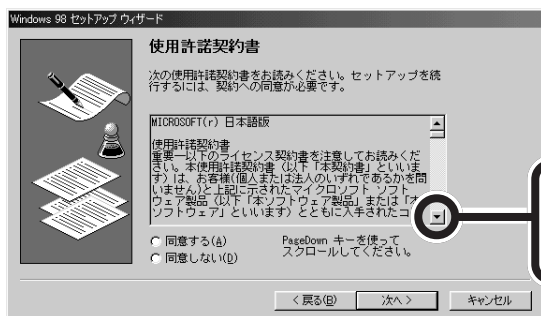 Windows 98 セットアップ ウィザード
使用許諾契約書
次の使用許諾契約書をお読みください。セットアップを続
行するには、契約への同意が必要です。
MICROSOFT(r) 日本語版
使用許諾契約書
重要－以下のライセンス契約書を注意してお読みくだ
さい。本使用許諾契約書（以下「本契約書」といいま
す）は、お客様(個人または法人のいずれであるかを問
いません)と上記に示されたマイクロソフト ソフト
ウェア製品（以下「本ソフトウェア製品」または「本
ソフトウェア」といいます）とともに入手されたコ
同意する(A)
同意しない(D)
PageDown キーを使って
スクロールしてください。
< 戻る(B)
次へ >
キャンセル